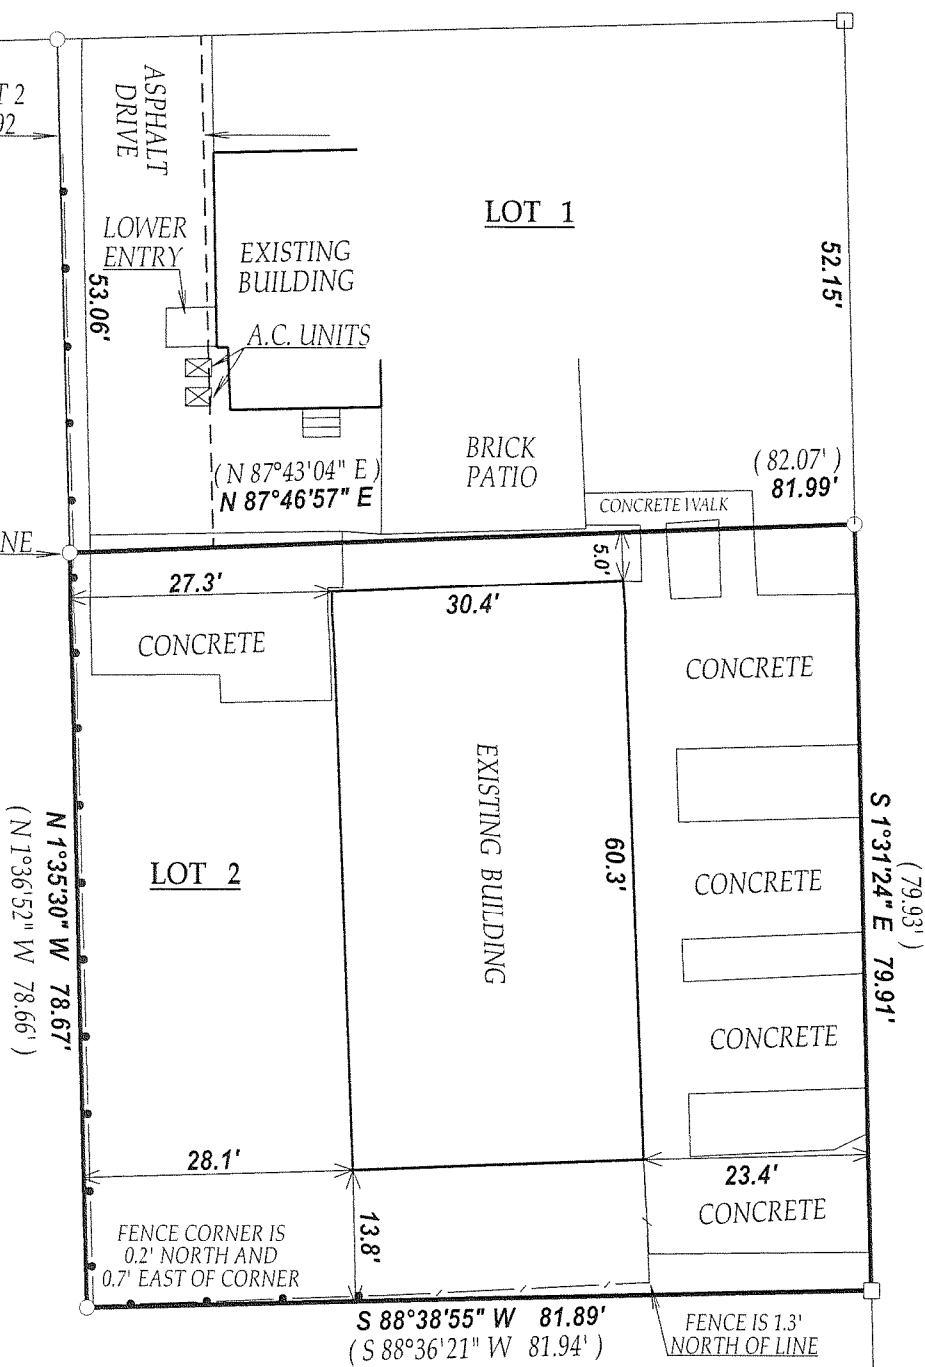 T 2
92
ASPHALT
DRIVE
LOT 1
LOWER
ENTRY
EXISTING
BUILDING
52.15'
53.06'
A.C. UNITS
BRICK
PATIO
( N 87°43'04" E )
N 87°46'57" E
( 82.07' )
81.99'
CONCRETE WALK
NE
5.0'
27.3'
30.4'
CONCRETE
CONCRETE
EXISTING BUILDING
60.3'
LOT 2
CONCRETE
S 1°31'24" E 79.91'
( 79.93' )
N 1°35'30" W 78.67'
( N 1°36'52" W 78.66' )
CONCRETE
28.1'
23.4'
CONCRETE
13.8'
FENCE CORNER IS
0.2' NORTH AND
0.7' EAST OF CORNER
S 88°38'55" W 81.89'
( S 88°36'21" W 81.94' )
FENCE IS 1.3'
NORTH OF LINE